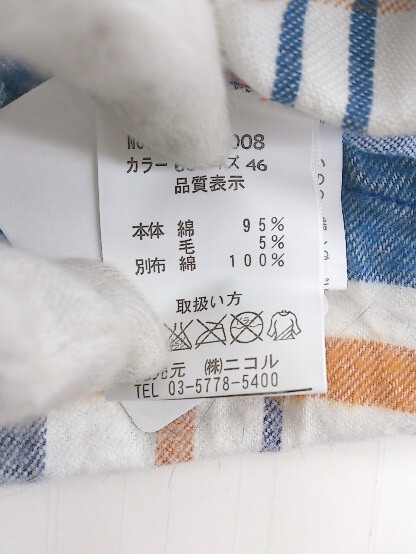 008
カラー 46
品質表示
本体 綿 95%
毛 5%
別布 綿 100%
取扱い方
元 ㈱ニコル
TEL 03-5778-5400